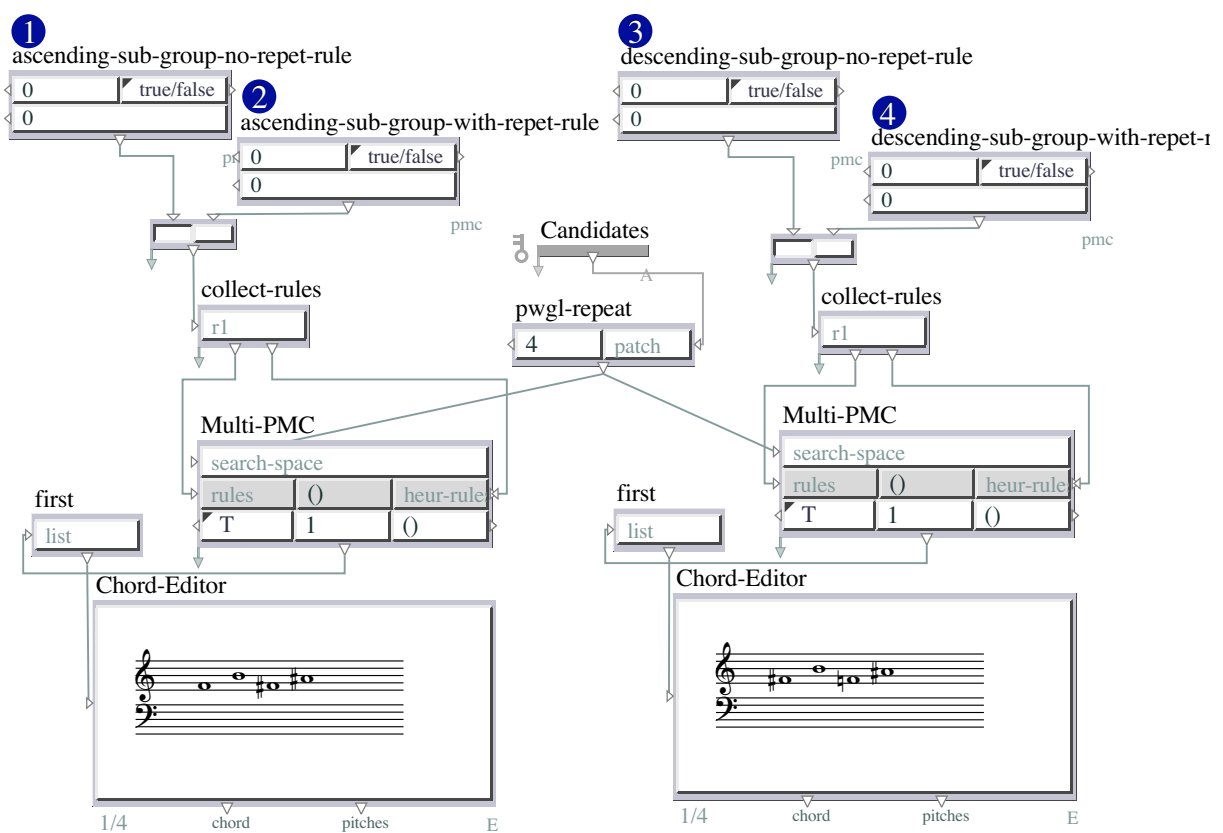 1
ascending-sub-group-no-repet-rule
0 true/false
0
2
ascending-sub-group-with-repet-rule
0 true/false
0
pmc
collect-rules
r1
Candidates
A
pwgl-repeat
4 patch
3
descending-sub-group-no-repet-rule
0 true/false
0
pmc
4
descending-sub-group-with-repet-r
0 true/false
0
pmc
collect-rules
r1
Multi-PMC
search-space
rules () heur-rule
T 1 ()
first
list
Chord-Editor
1/4 chord pitches E
Multi-PMC
search-space
rules () heur-rule
T 1 ()
first
list
Chord-Editor
1/4 chord pitches E